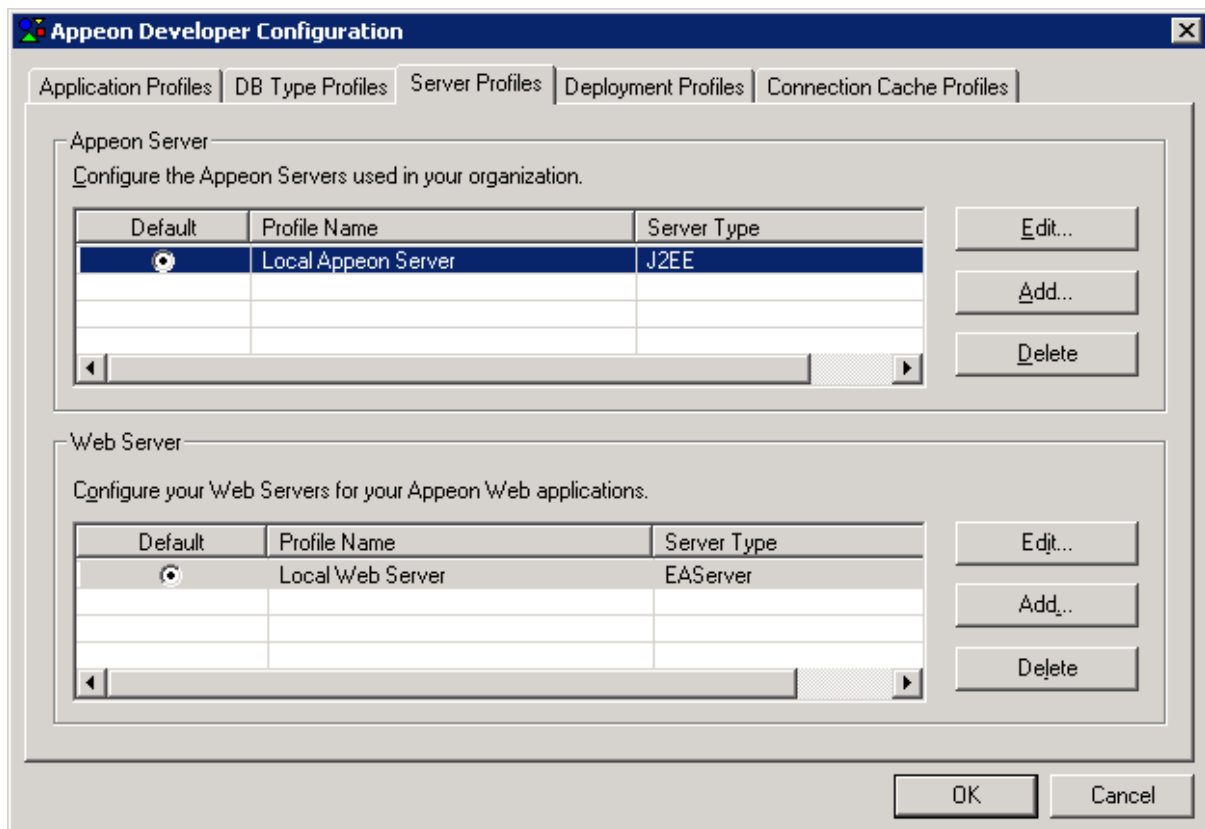 Appeon Developer Configuration
Application Profiles DB Type Profiles Server Profiles Deployment Profiles Connection Cache Profiles
Appeon Server
Configure the Appeon Servers used in your organization.
Default Profile Name Server Type
Local Appeon Server J2EE
Edit...
Add...
Delete
Web Server
Configure your Web Servers for your Appeon Web applications.
Default Profile Name Server Type
Local Web Server EAServer
Edit...
Add...
Delete
OK Cancel